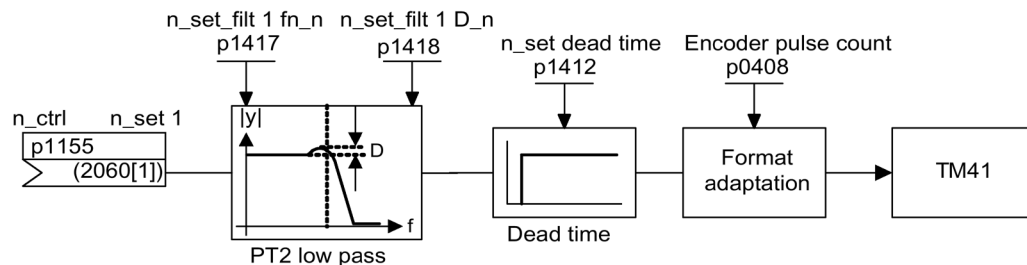 n_set_filt 1 fn_n
p1417
n_set_filt 1 D_n
p1418
n_set dead time
p1412
Encoder pulse count
p0408
n_ctrl n_set 1
p1155
(2060[1])
|y|
D
f
PT2 low pass
Dead time
Format
adaptation
TM41